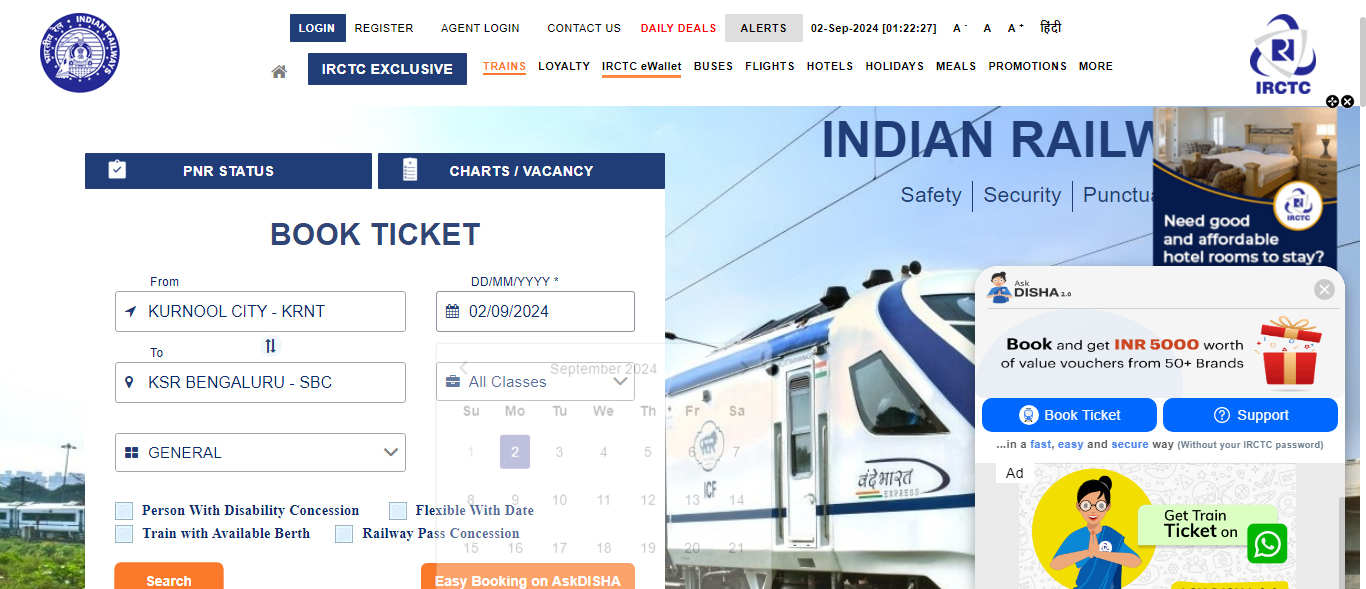 LOGIN REGISTER AGENT LOGIN CONTACT US DAILY DEALS ALERTS 02-Sep-2024 [01:22:27] A - A A + हिंदी
भारतीय रेल INDIAN RAILWAYS
IRCTC EXCLUSIVE TRAINS LOYALTY IRCTC eWallet BUSES FLIGHTS HOTELS HOLIDAYS MEALS PROMOTIONS MORE
IRCTC
PNR STATUS
CHARTS / VACANCY
INDIAN RAILW
Safety Security Punctua
BOOK TICKET
From
KURNOOL CITY - KRNT
DD/MM/YYYY *
02/09/2024
To
KSR BENGALURU - SBC
All Classes
September 2024
Su Mo Tu We Th Fr Sa
1 2 3 4 5 6 7
8 9 10 11 12 13 14
15 16 17 18 19 20 21
GENERAL
Person With Disability Concession
Flexible With Date
Train with Available Berth
Railway Pass Concession
Search
Easy Booking on AskDISHA
ICF
वंदे भारत
EXPRESS
IRCTC
Need good
and affordable
hotel rooms to stay?
Ask
DISHA 2.0
Book and get INR 5000 worth
of value vouchers from 50+ Brands
Book Ticket
Support
...in a fast, easy and secure way (Without your IRCTC password)
Ad
Get Train
Ticket on